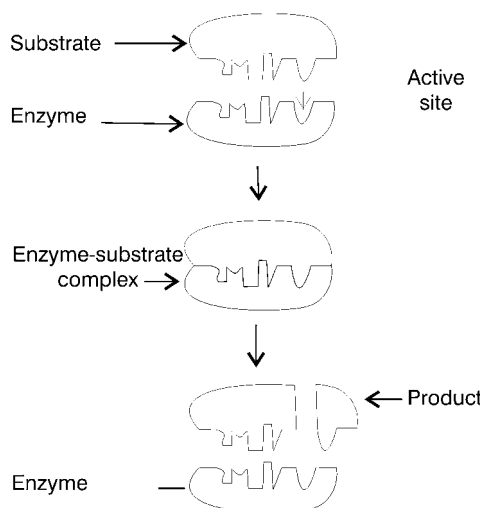 Substrate
Active
site
Enzyme
Enzyme-substrate
complex
Product
Enzyme